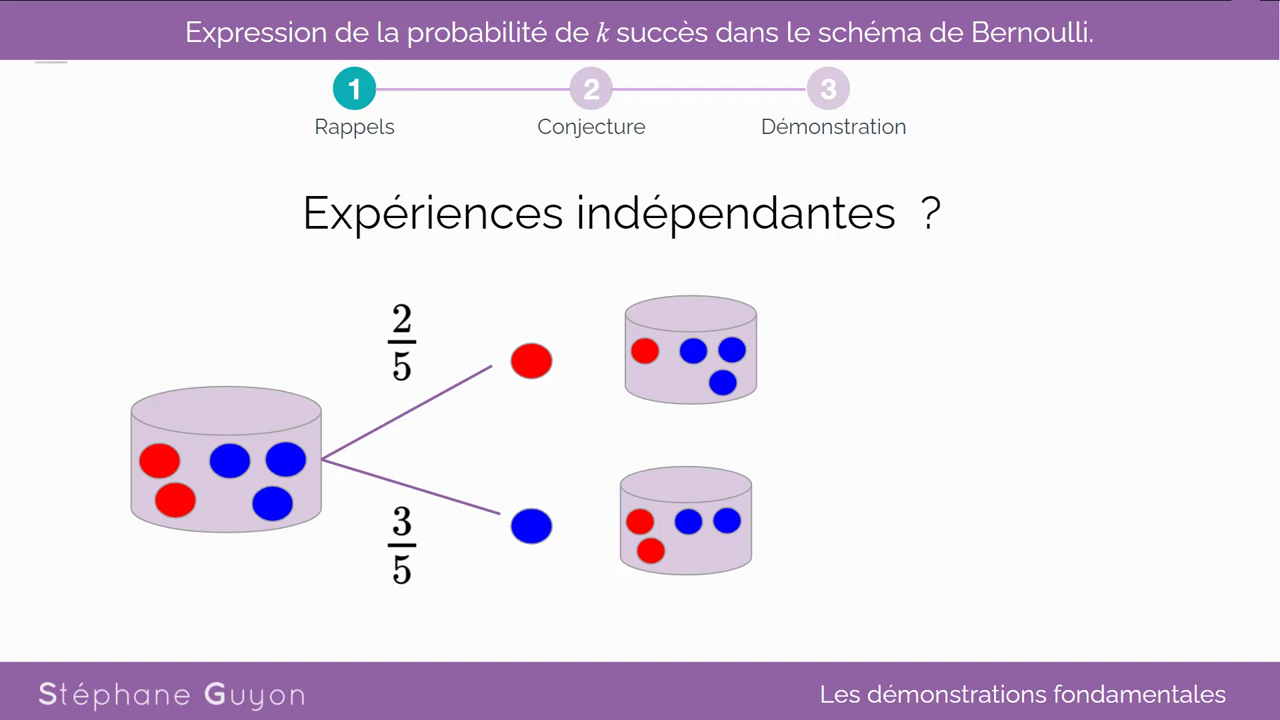 Expression de la probabilité de k succès dans le schéma de Bernoulli.
1 2 3
Rappels Conjecture Démonstration
Expériences indépendantes ?
2/5
3/5
Stéphane Guyon
Les démonstrations fondamentales